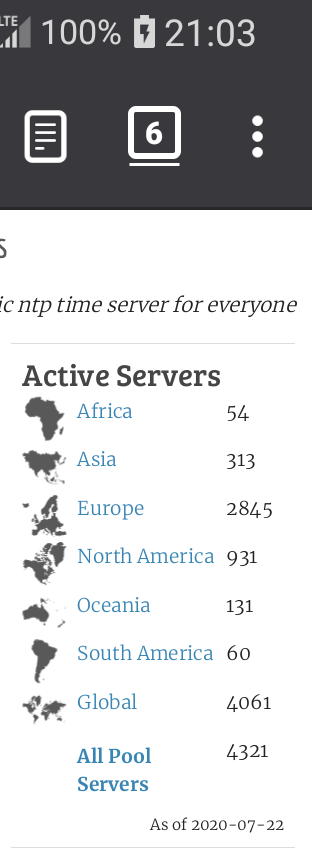 LTE 100% 21:03
6
s
ic ntp time server for everyone
Active Servers
Africa 54
Asia 313
Europe 2845
North America 931
Oceania 131
South America 60
Global 4061
All Pool 4321
Servers
As of 2020-07-22